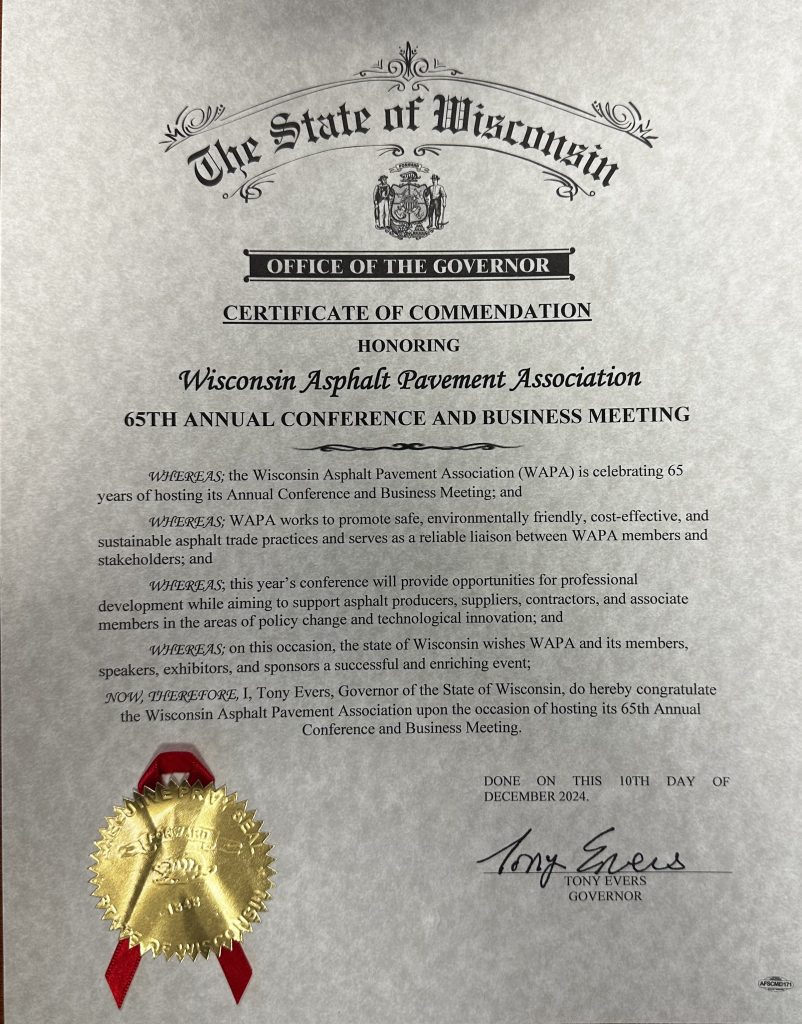 The State of Wisconsin
FORWARD
OFFICE OF THE GOVERNOR
CERTIFICATE OF COMMENDATION
HONORING
Wisconsin Asphalt Pavement Association
65TH ANNUAL CONFERENCE AND BUSINESS MEETING
WHEREAS; the Wisconsin Asphalt Pavement Association (WAPA) is celebrating 65
years of hosting its Annual Conference and Business Meeting; and
WHEREAS; WAPA works to promote safe, environmentally friendly, cost-effective, and
sustainable asphalt trade practices and serves as a reliable liaison between WAPA members and
stakeholders; and
WHEREAS; this year's conference will provide opportunities for professional
development while aiming to support asphalt producers, suppliers, contractors, and associate
members in the areas of policy change and technological innovation; and
WHEREAS; on this occasion, the state of Wisconsin wishes WAPA and its members,
speakers, exhibitors, and sponsors a successful and enriching event;
NOW, THEREFORE, I, Tony Evers, Governor of the State of Wisconsin, do hereby congratulate
the Wisconsin Asphalt Pavement Association upon the occasion of hosting its 65th Annual
Conference and Business Meeting.
DONE ON THIS 10TH DAY OF
DECEMBER 2024.
Tony Evers
TONY EVERS
GOVERNOR
SEAL
FORWARD
OF WISCO